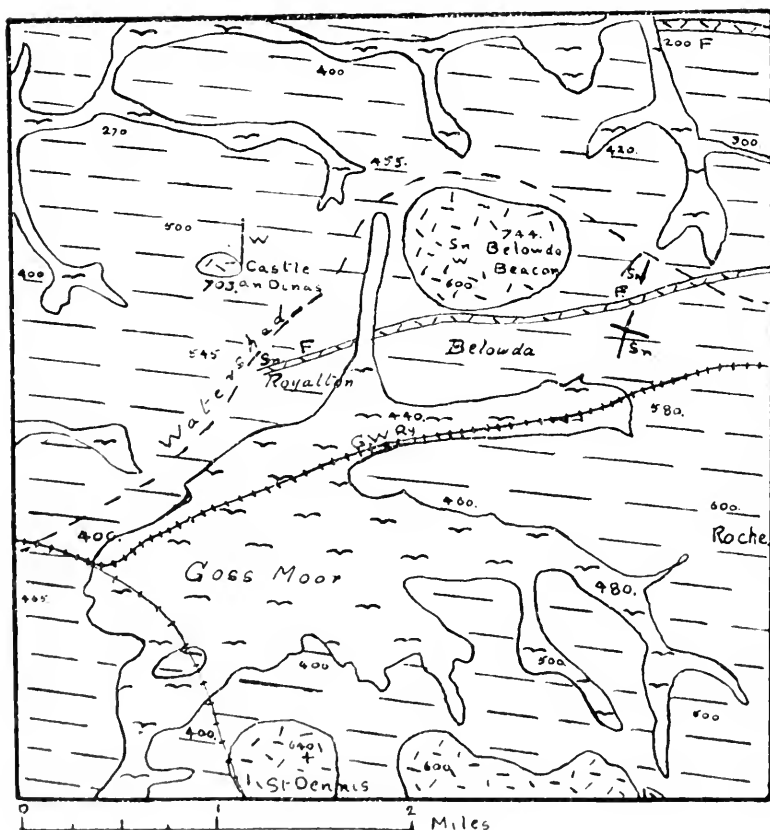 200 F
400
270
420.
300.
455.
500
W
744.
Sn Belowda
W Beacon
600
Castle
703. an Dinas
400
Sn
F.
Sn
545
Watershed
Sn
F
Royalton
Belowda
440.
G.W Ry
580.
460.
600.
Roche.
400.
Goss Moor
480.
465.
400
500.
600
400.
640
+
St Dennis
600
0 1 2 Miles